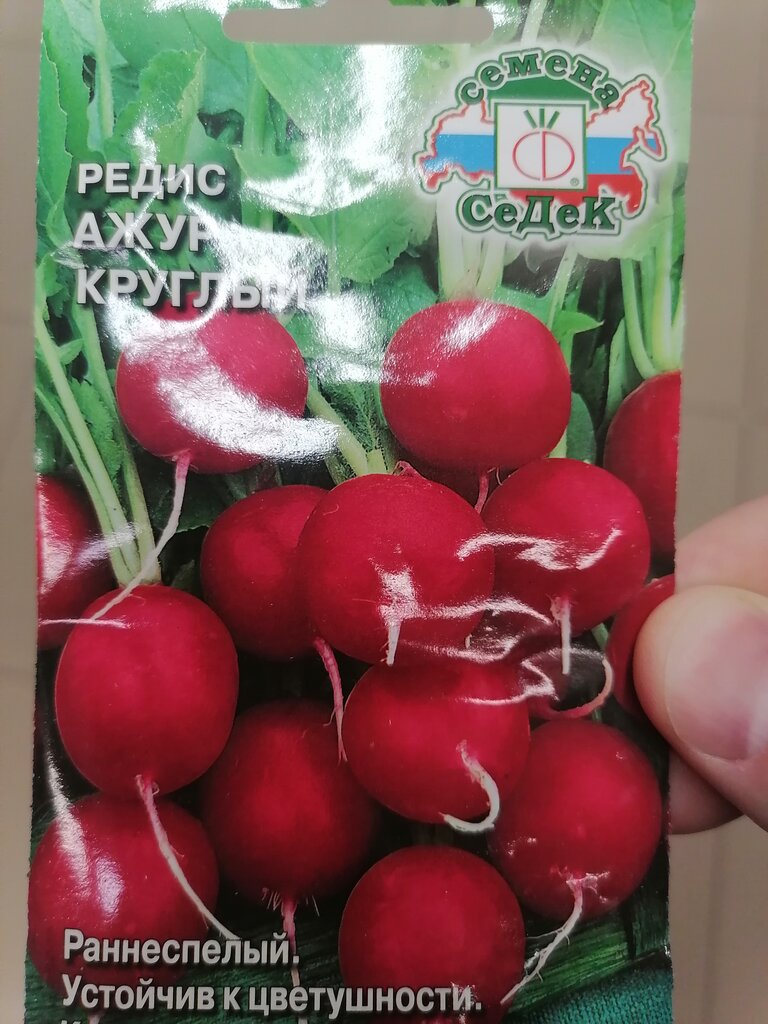 семена
СеДеК
РЕДИС
АЖУР
КРУГЛЫЙ
Раннеспелый.
Устойчив к цветушности.